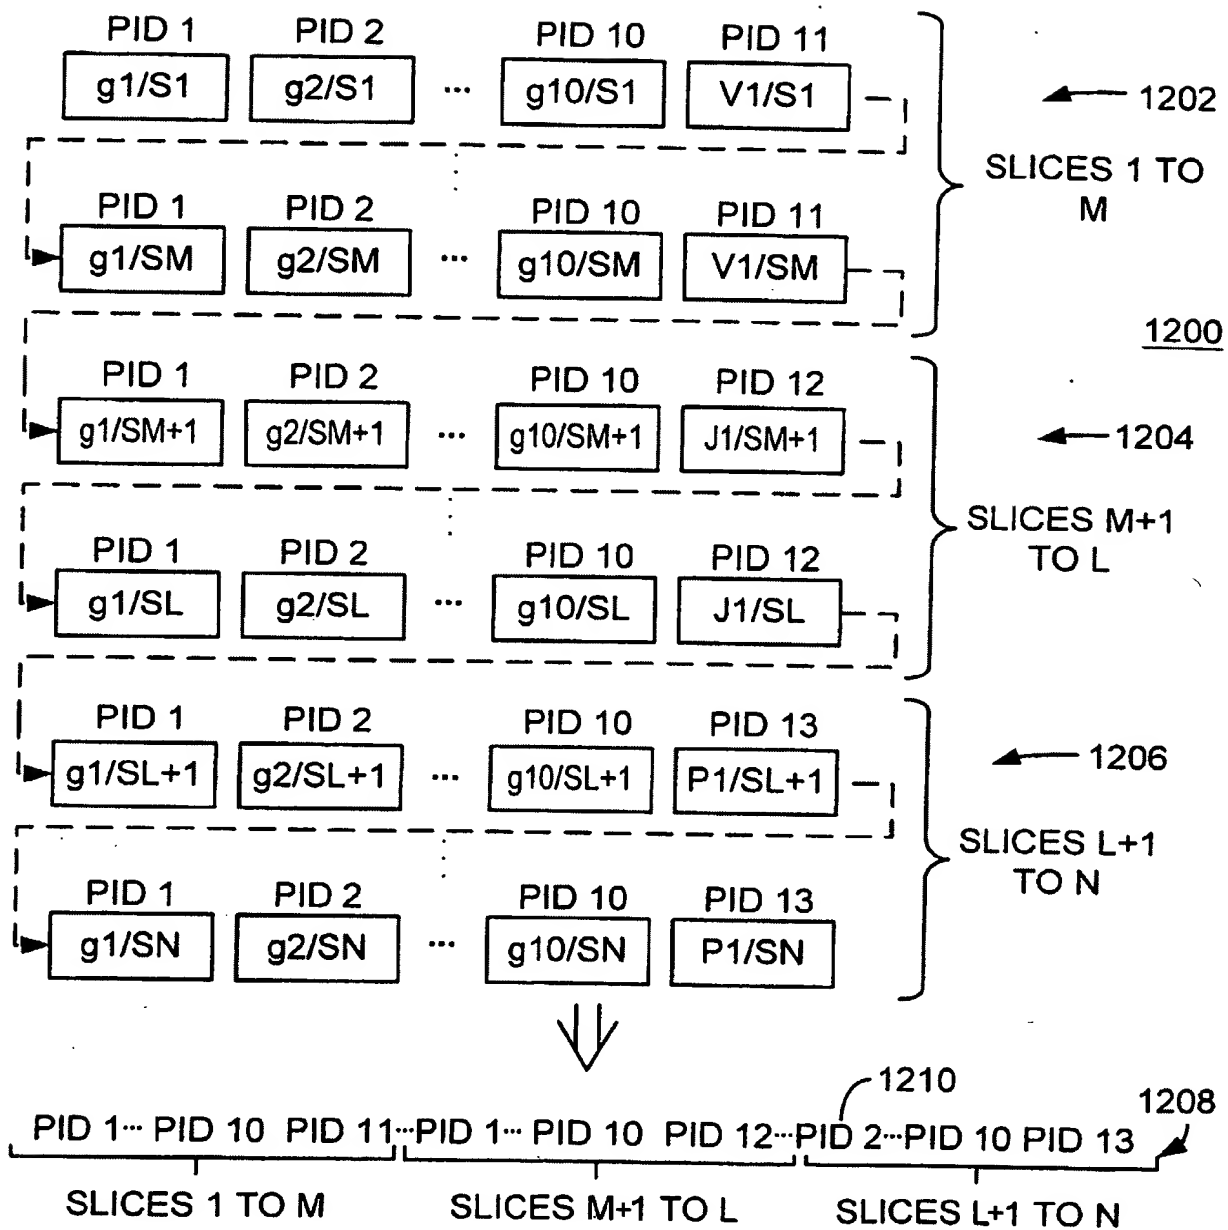 PID 1 PID 2 PID 10 PID 11
g1/S1 g2/S1 ... g10/S1 V1/S1
1202
SLICES 1 TO
M
PID 1 PID 2 PID 10 PID 11
g1/SM g2/SM ... g10/SM V1/SM
1200
PID 1 PID 2 PID 10 PID 12
g1/SM+1 g2/SM+1 ... g10/SM+1 J1/SM+1
1204
SLICES M+1
TO L
PID 1 PID 2 PID 10 PID 12
g1/SL g2/SL ... g10/SL J1/SL
PID 1 PID 2 PID 10 PID 13
g1/SL+1 g2/SL+1 ... g10/SL+1 P1/SL+1
1206
SLICES L+1
TO N
PID 1 PID 2 PID 10 PID 13
g1/SN g2/SN ... g10/SN P1/SN
1210
1208
PID 1... PID 10 PID 11...PID 1... PID 10 PID 12...PID 2...PID 10 PID 13
SLICES 1 TO M SLICES M+1 TO L SLICES L+1 TO N